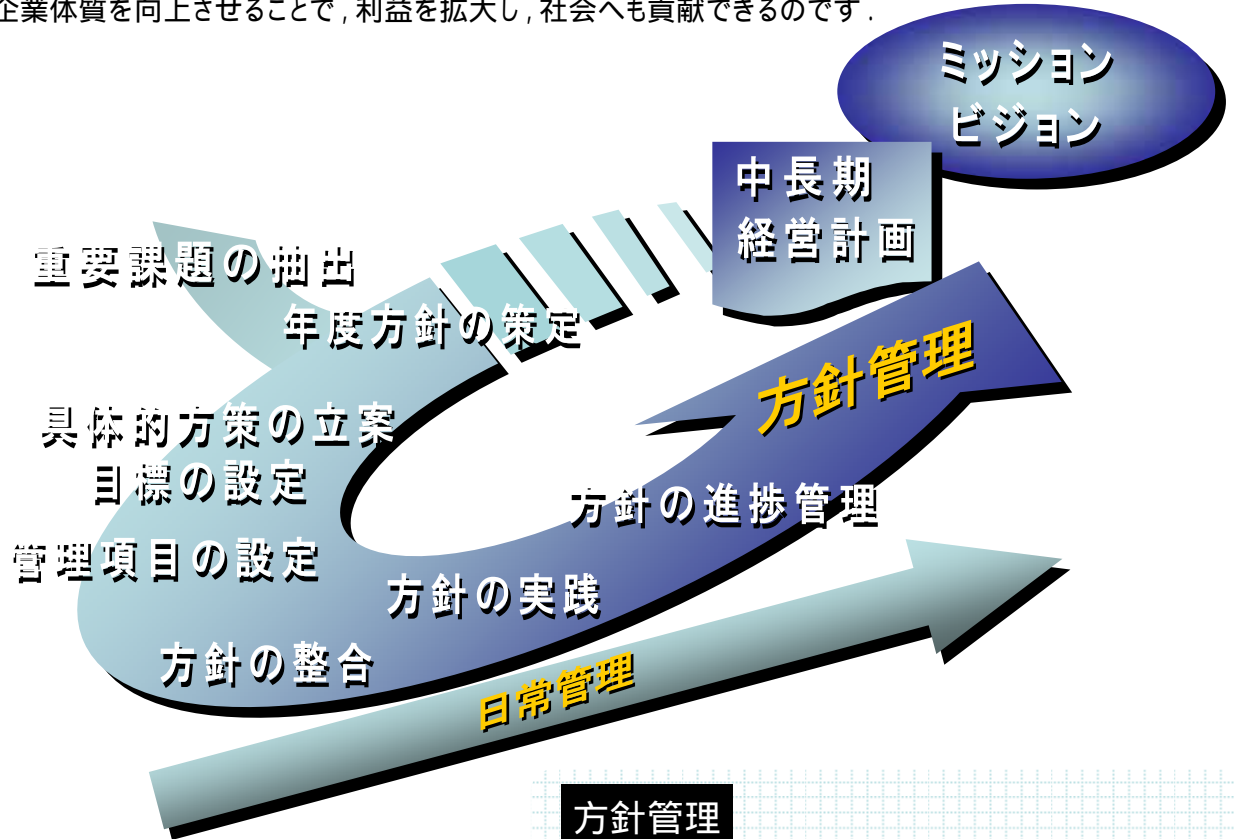 企業体質を向上させることで,利益を拡大し,社会へも貢献できるのです.
ミッション
ビジョン
中長期
経営計画
重要課題の抽出
年度方針の策定
方針管理
具体的方策の立案
目標の設定
方針の進捗管理
管理項目の設定
方針の実践
方針の整合
日常管理
方針管理